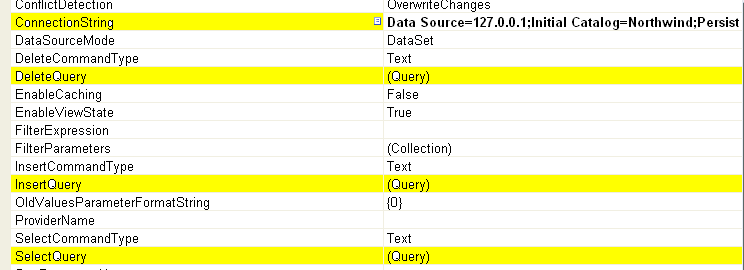 ConflictDetection OverwriteChanges
ConnectionString Data Source=127.0.0.1;Initial Catalog=Northwind;Persist
DataSourceMode DataSet
DeleteCommandType Text
DeleteQuery (Query)
EnableCaching False
EnableViewState True
FilterExpression
FilterParameters (Collection)
InsertCommandType Text
InsertQuery (Query)
OldValuesParameterFormatString {0}
ProviderName
SelectCommandType Text
SelectQuery (Query)